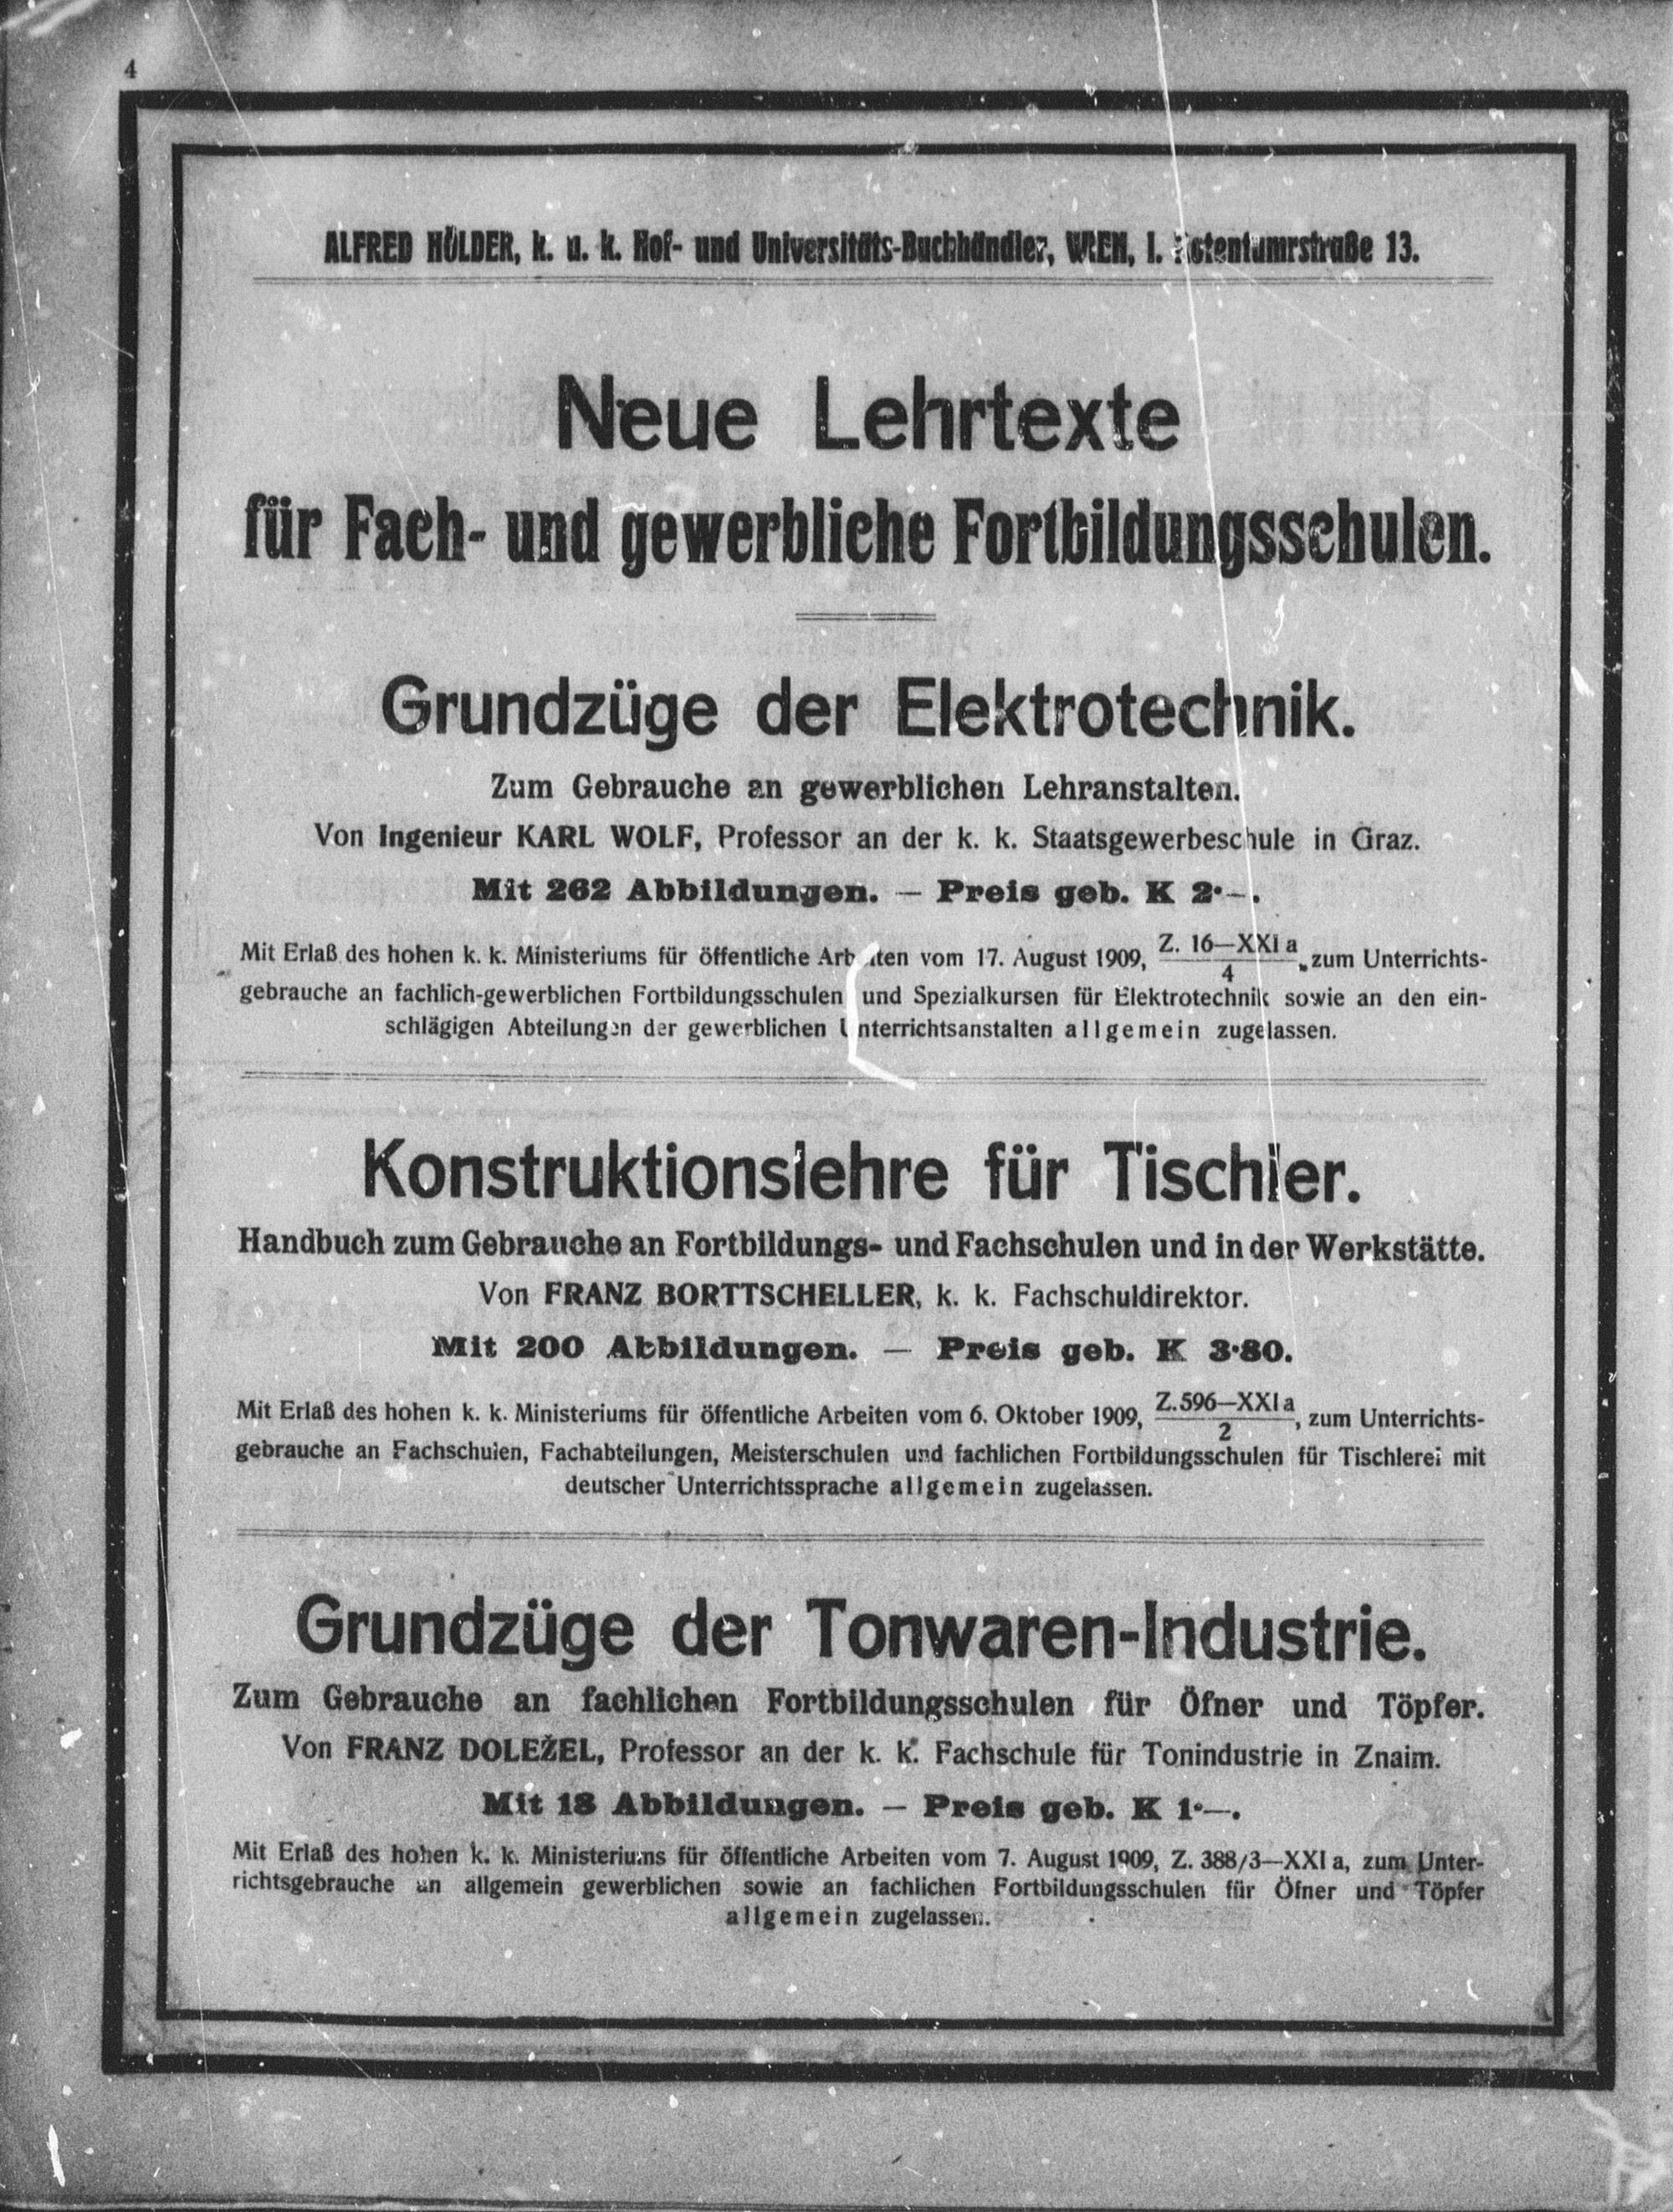 4
ALFRED HÖLDER, k. u. k. Hof- und Universitäts-Buchhändler, WIEN, I. Rotentumrstraße 13.
Neue Lehrtexte
für Fach- und gewerbliche Fortbildungsschulen.
Grundzüge der Elektrotechnik.
Zum Gebrauche an gewerblichen Lehranstalten.
Von Ingenieur KARL WOLF, Professor an der k. k. Staatsgewerbeschule in Graz.
Mit 262 Abbildungen. — Preis geb. K 2·—.
Mit Erlaß des hohen k. k. Ministeriums für öffentliche Arbeiten vom 17. August 1909, Z. 16—XXI a / 4, zum Unterrichts-
gebrauche an fachlich-gewerblichen Fortbildungsschulen und Spezialkursen für Elektrotechnik sowie an den ein-
schlägigen Abteilungen der gewerblichen Unterrichtsanstalten allgemein zugelassen.
Konstruktionslehre für Tischler.
Handbuch zum Gebrauche an Fortbildungs- und Fachschulen und in der Werkstätte.
Von FRANZ BORTTSCHELLER, k. k. Fachschuldirektor.
Mit 200 Abbildungen. — Preis geb. K 3·80.
Mit Erlaß des hohen k. k. Ministeriums für öffentliche Arbeiten vom 6. Oktober 1909, Z. 596—XXI a / 2, zum Unterrichts-
gebrauche an Fachschulen, Fachabteilungen, Meisterschulen und fachlichen Fortbildungsschulen für Tischlerei mit
deutscher Unterrichtssprache allgemein zugelassen.
Grundzüge der Tonwaren-Industrie.
Zum Gebrauche an fachlichen Fortbildungsschulen für Öfner und Töpfer.
Von FRANZ DOLEŽEL, Professor an der k. k. Fachschule für Tonindustrie in Znaim.
Mit 18 Abbildungen. — Preis geb. K 1·—.
Mit Erlaß des hohen k. k. Ministeriums für öffentliche Arbeiten vom 7. August 1909, Z. 388/3—XXI a, zum Unter-
richtsgebrauche an allgemein gewerblichen sowie an fachlichen Fortbildungsschulen für Öfner und Töpfer
allgemein zugelassen.